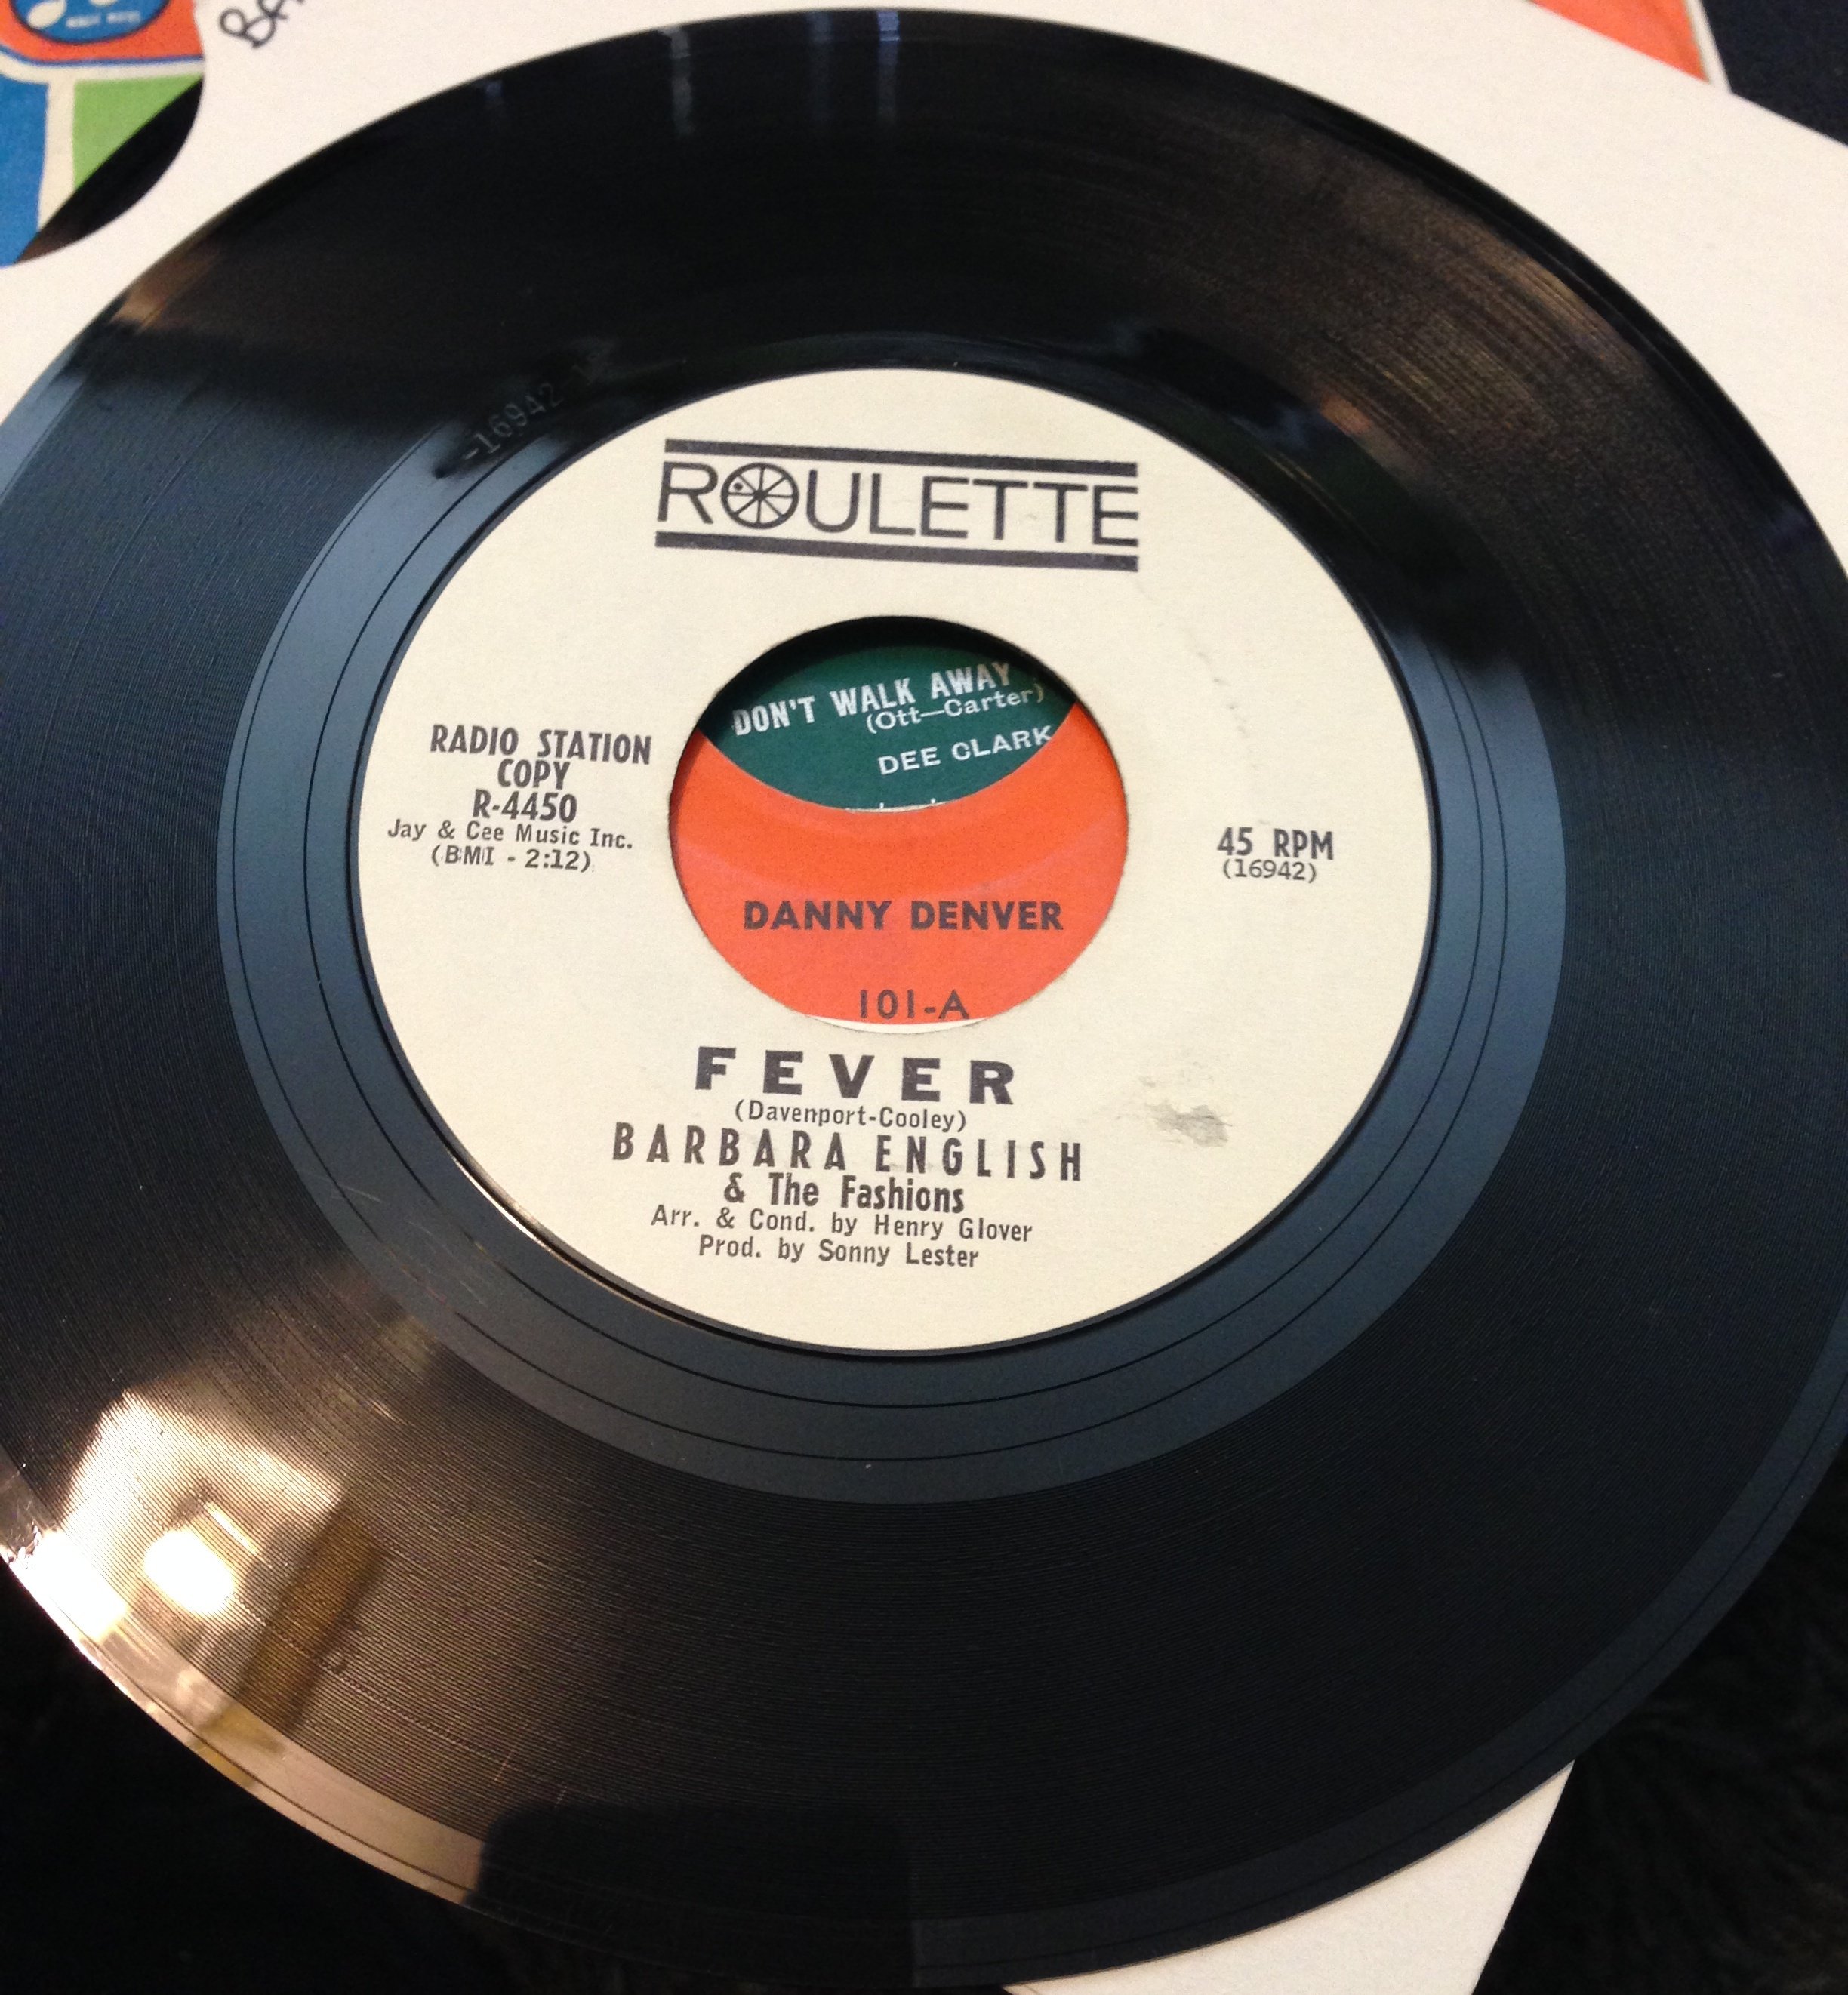 ROULETTE
RADIO STATION
COPY
R-4450
Jay & Cee Music Inc.
(BMI - 2:12)
45 RPM
(16942)
DON'T WALK AWAY
(Ott—Carter)
DEE CLARK
DANNY DENVER
101-A
FEVER
(Davenport-Cooley)
BARBARA ENGLISH
& The Fashions
Arr. & Cond. by Henry Glover
Prod. by Sonny Lester
-16942